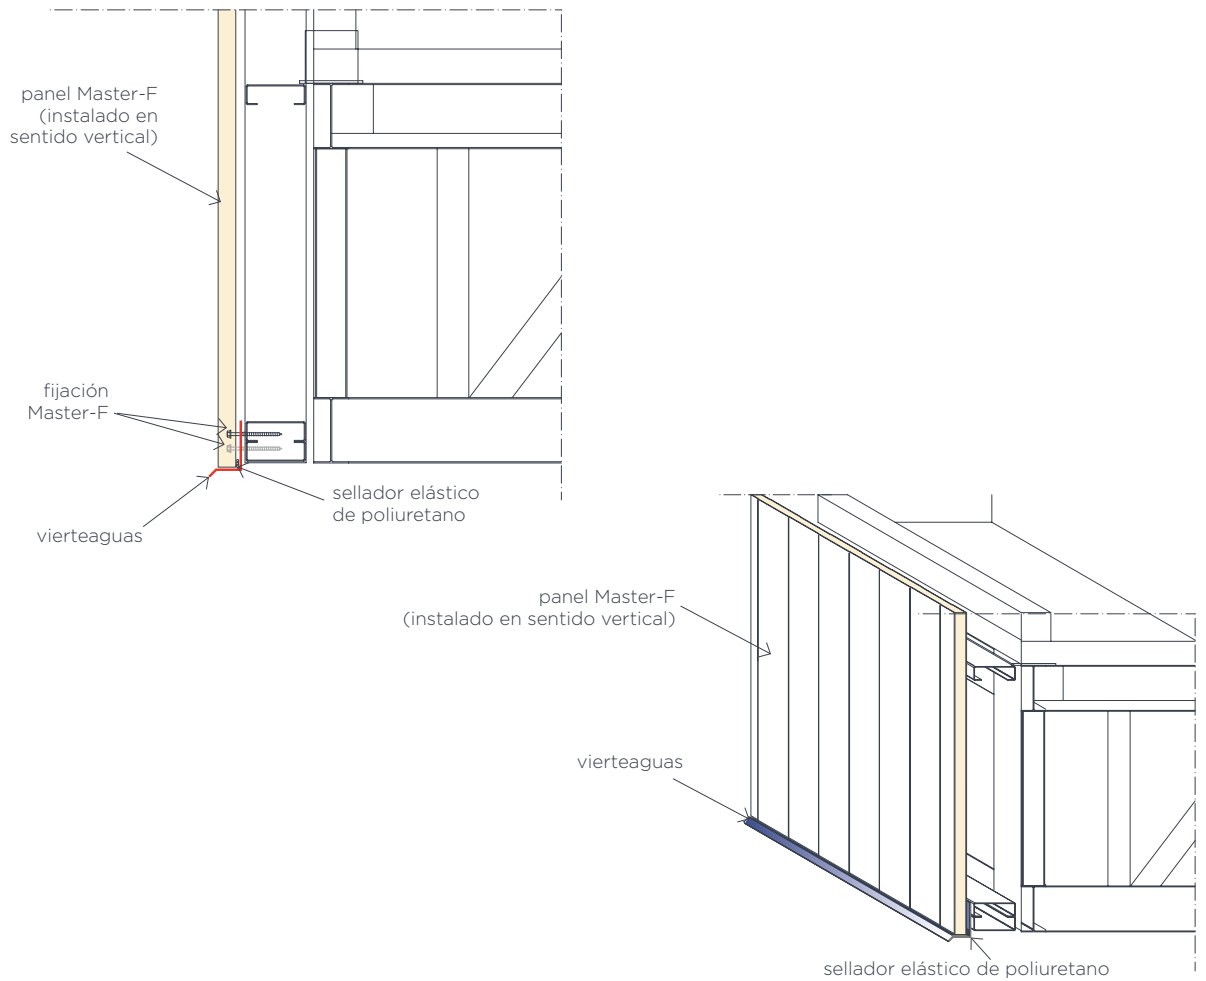 panel Master-F
(instalado en
sentido vertical)
fijación
Master-F
sellador elástico
de poliuretano
vierteaguas
panel Master-F
(instalado en sentido vertical)
vierteaguas
sellador elástico de poliuretano